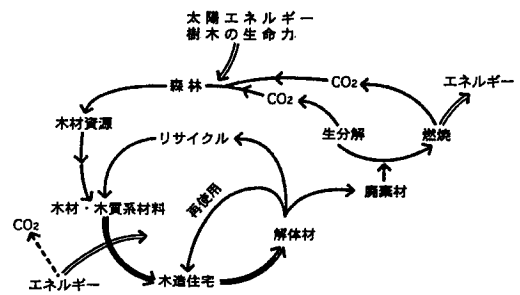 太陽エネルギー
樹木の生命力
エネルギー
森林
CO2
CO2
木材資源
リサイクル
生分解
燃焼
再使用
廃棄材
木材・木質系材料
CO2
解体材
エネルギー
木造住宅